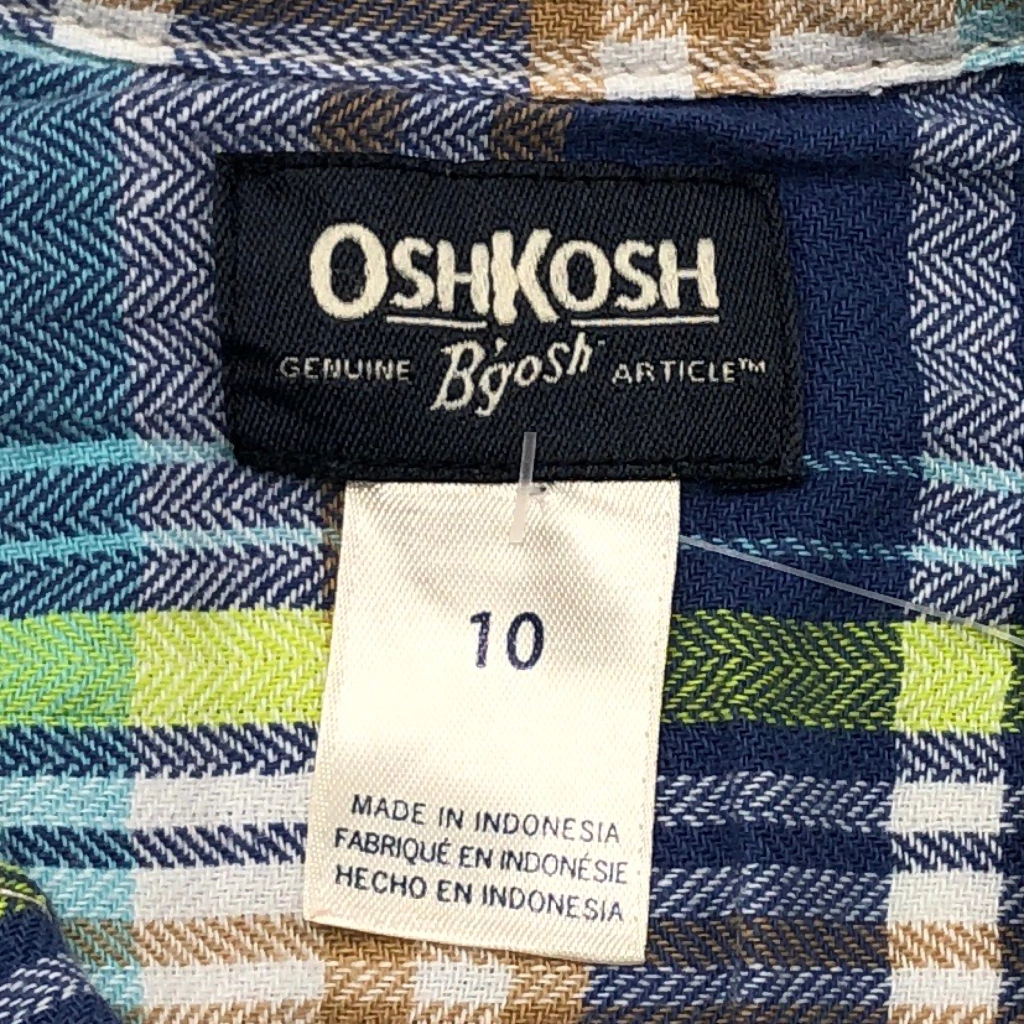 OSHKOSH
GENUINE B'gosh ARTICLE™
10
MADE IN INDONESIA
FABRIQUÉ EN INDONÉSIE
HECHO EN INDONESIA